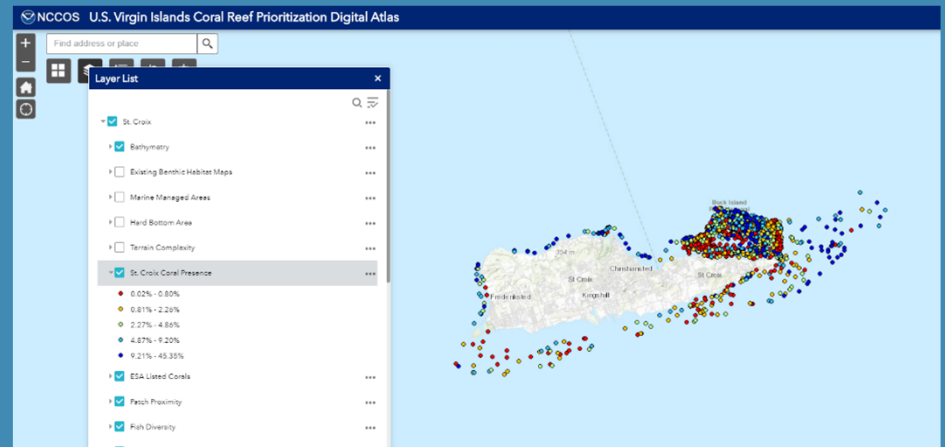 NCCOS U.S. Virgin Islands Coral Reef Prioritization Digital Atlas
Find address or place
Layer List
St. Croix
Bathymetry
Existing Benthic Habitat Maps
Marine Managed Areas
Hard Bottom Area
Terrain Complexity
St. Croix Coral Presence
0.02% - 0.80%
0.81% - 2.26%
2.27% - 4.86%
4.87% - 9.20%
9.21% - 45.35%
ESA Listed Corals
Patch Proximity
Fish Diversity
Buck Island
334 m
Christiansted
St Croix
St Croix
Frederiksted
Kingshill